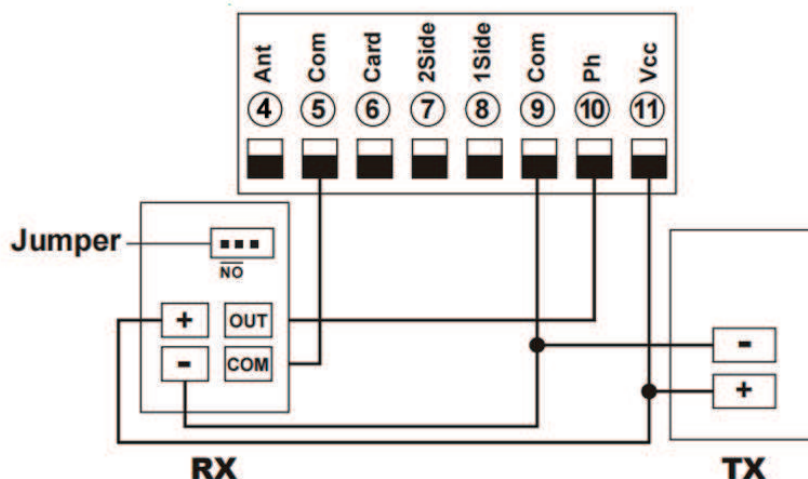 Ant Com Card 2Side 1Side Com Ph Vcc
4 5 6 7 8 9 10 11
Jumper
NO
+ OUT
- COM
-
+
RX TX